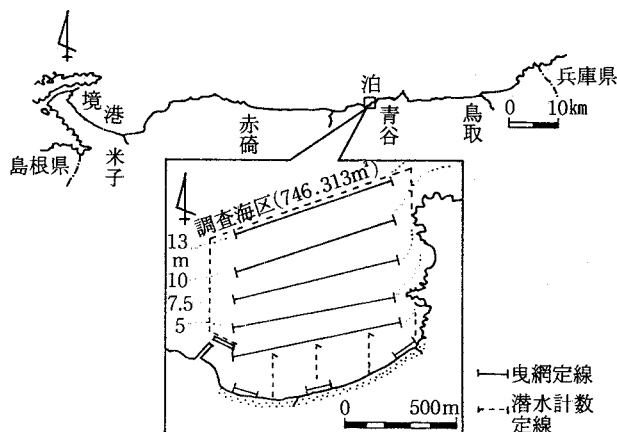 泊
兵庫県
境
港
赤碕
青谷
鳥取
0 10km
島根県
米子
調査海区(746.313㎡)
13
m
10
7.5
5
0 500m
曳網定線
潜水計数
定線